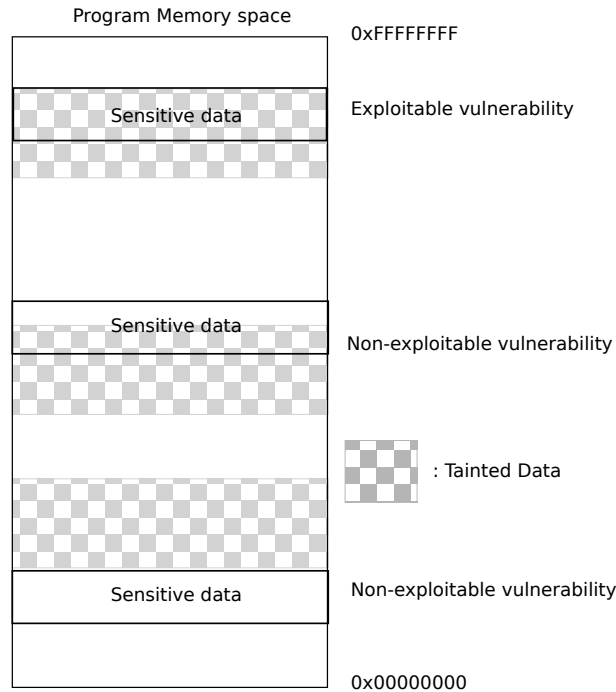 Program Memory space
0xFFFFFFFF
Sensitive data
Exploitable vulnerability
Sensitive data
Non-exploitable vulnerability
: Tainted Data
Sensitive data
Non-exploitable vulnerability
0x00000000